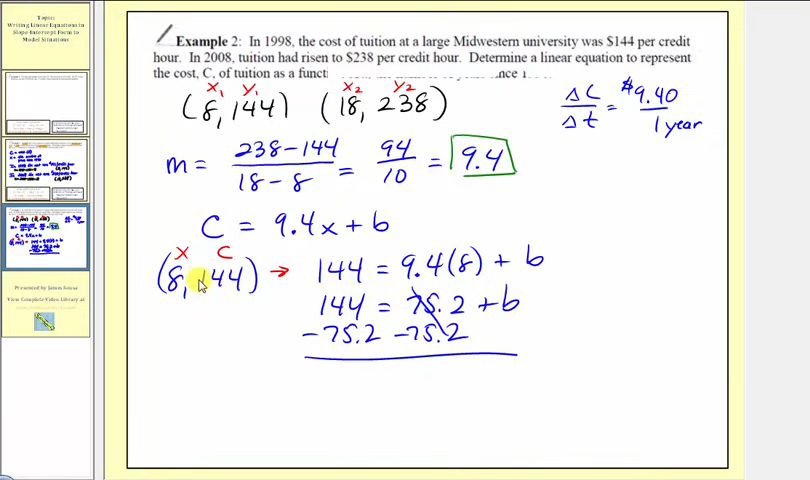 Topic:
Writing Linear Equations in
Slope-Intercept Form to
Model Situations
Presented by James Sousa
View Complete Video Library at
Example 2: In 1998, the cost of tuition at a large Midwestern university was $144 per credit
hour. In 2008, tuition had risen to $238 per credit hour. Determine a linear equation to represent
the cost, C, of tuition as a
x₁ y₁ x₂ y₂
(8, 144) (18, 238)
ΔC/Δt = $9.40/1 year
m = (238-144)/(18-8) = 94/10 = 9.4
C = 9.4x + b
x C
(8, 144) → 144 = 9.4(8) + b
144 = 75.2 + b
-75.2 -75.2